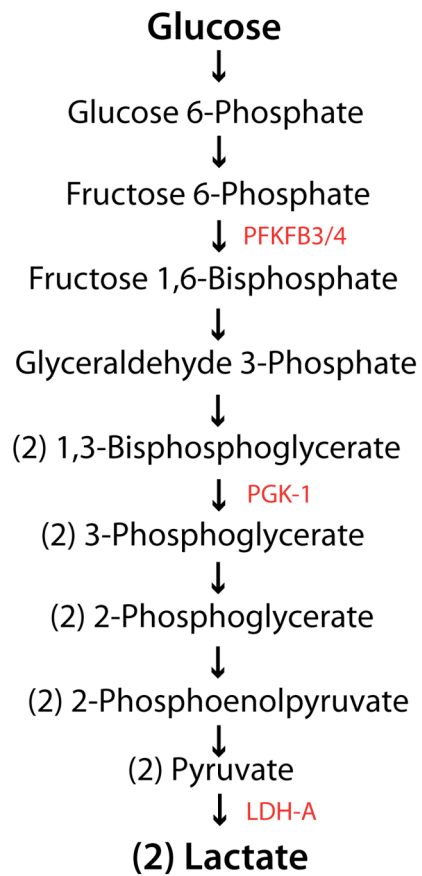 Glucose
Glucose 6-Phosphate
Fructose 6-Phosphate
PFKFB3/4
Fructose 1,6-Bisphosphate
Glyceraldehyde 3-Phosphate
(2) 1,3-Bisphosphoglycerate
PGK-1
(2) 3-Phosphoglycerate
(2) 2-Phosphoglycerate
(2) 2-Phosphoenolpyruvate
(2) Pyruvate
LDH-A
(2) Lactate